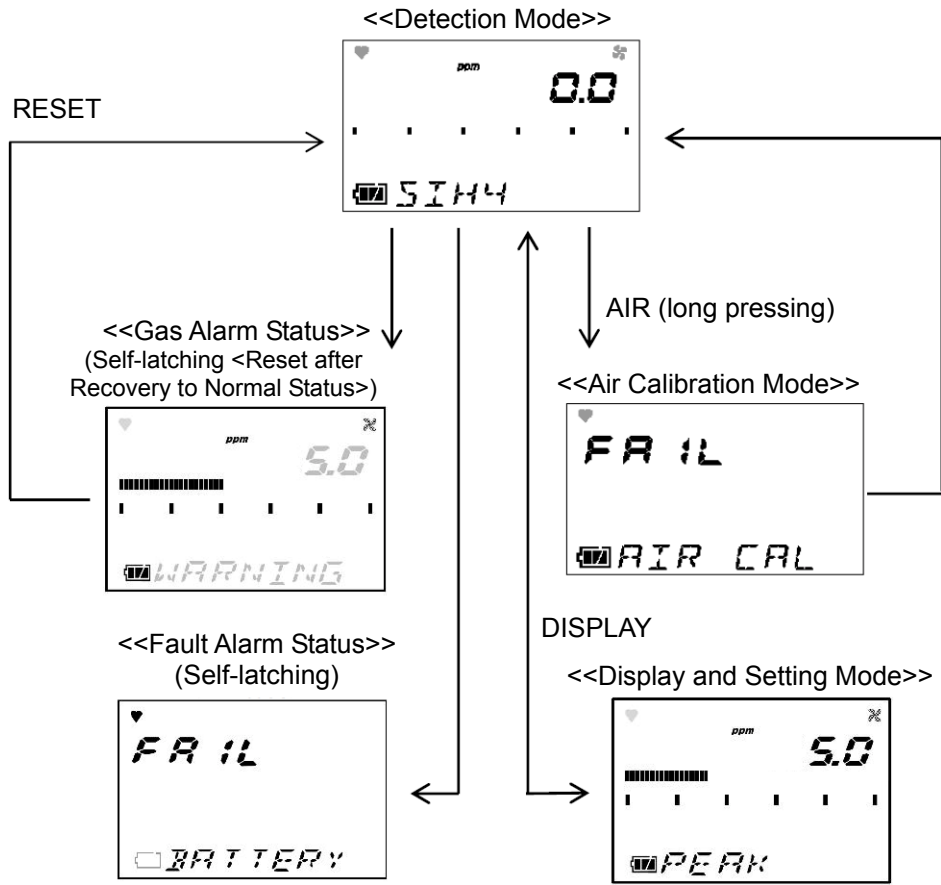 <<Detection Mode>>
ppm
0.0
SIH4
RESET
AIR (long pressing)
<<Gas Alarm Status>>
(Self-latching <Reset after
Recovery to Normal Status>)
ppm
5.0
WARNING
<<Air Calibration Mode>>
FAIL
AIR CAL
<<Fault Alarm Status>>
(Self-latching)
FAIL
BATTERY
DISPLAY
<<Display and Setting Mode>>
ppm
5.0
PEAK